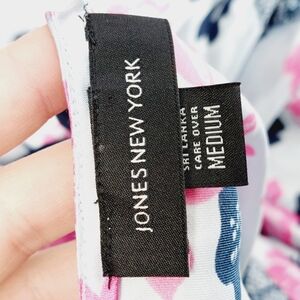 JONES NEW YORK
SRI LANKA
CARE OVER
MEDIUM